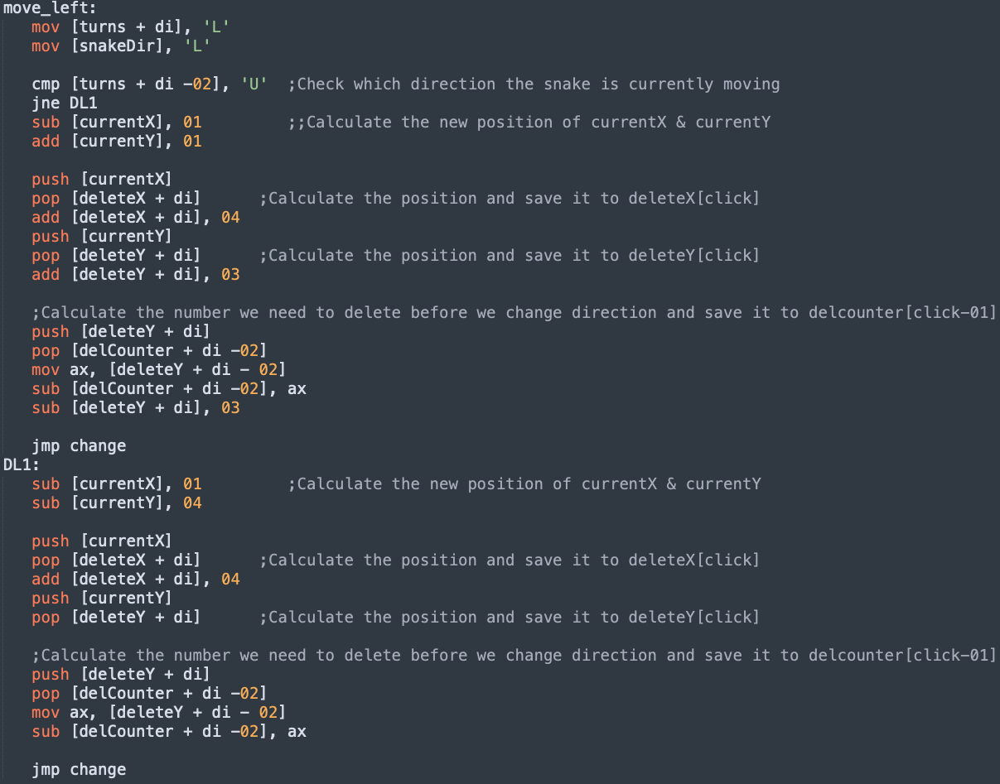 move_left:
mov [turns + di], 'L'
mov [snakeDir], 'L'
cmp [turns + di -02], 'U' ;Check which direction the snake is currently moving
jne DL1
sub [currentX], 01 ;;Calculate the new position of currentX & currentY
add [currentY], 01
push [currentX]
pop [deleteX + di] ;Calculate the position and save it to deleteX[click]
add [deleteX + di], 04
push [currentY]
pop [deleteY + di] ;Calculate the position and save it to deleteY[click]
add [deleteY + di], 03
;Calculate the number we need to delete before we change direction and save it to delcounter[click-01]
push [deleteY + di]
pop [delCounter + di -02]
mov ax, [deleteY + di - 02]
sub [delCounter + di -02], ax
sub [deleteY + di], 03
jmp change
DL1:
sub [currentX], 01 ;Calculate the new position of currentX & currentY
sub [currentY], 04
push [currentX]
pop [deleteX + di] ;Calculate the position and save it to deleteX[click]
add [deleteX + di], 04
push [currentY]
pop [deleteY + di] ;Calculate the position and save it to deleteY[click]
;Calculate the number we need to delete before we change direction and save it to delcounter[click-01]
push [deleteY + di]
pop [delCounter + di -02]
mov ax, [deleteY + di - 02]
sub [delCounter + di -02], ax
jmp change